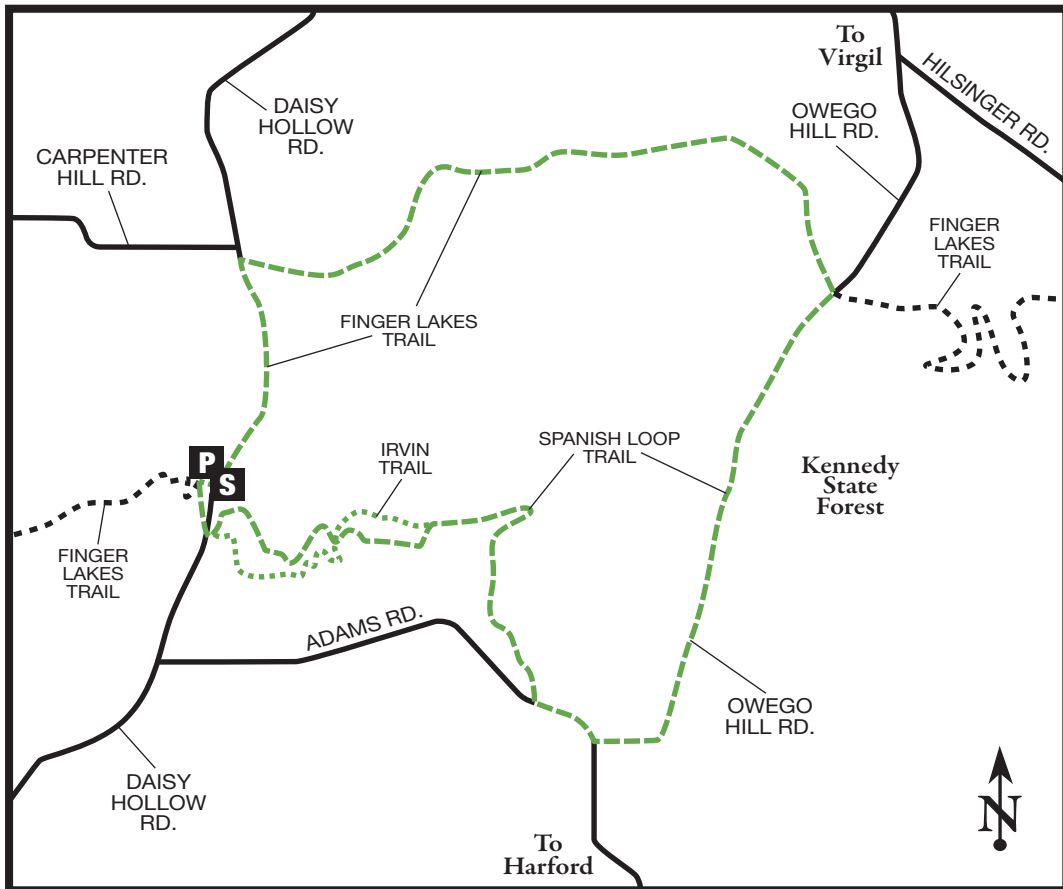 To
Virgil
HILSINGER RD.
DAISY
HOLLOW
RD.
OWEGO
HILL RD.
CARPENTER
HILL RD.
FINGER
LAKES
TRAIL
FINGER LAKES
TRAIL
P
S
IRVIN
TRAIL
SPANISH LOOP
TRAIL
Kennedy
State
Forest
FINGER
LAKES
TRAIL
ADAMS RD.
OWEGO
HILL RD.
DAISY
HOLLOW
RD.
To
Harford
N